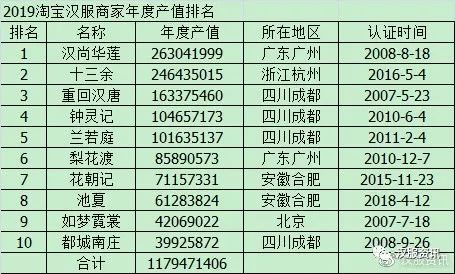 2019淘宝汉服商家年度产值排名
排名 名称 年度产值 所在地区 认证时间
1 汉尚华莲 263041999 广东广州 2008-8-18
2 十三余 246435015 浙江杭州 2016-5-4
3 重回汉唐 163375460 四川成都 2007-5-23
4 钟灵记 104657173 四川成都 2010-6-4
5 兰若庭 101635137 四川成都 2011-2-4
6 梨花渡 85890573 广东广州 2010-12-7
7 花朝记 71157331 安徽合肥 2015-11-23
8 池夏 61283824 安徽合肥 2018-4-12
9 如梦霓裳 42069022 北京 2007-7-18
10 都城南庄 39925872 四川成都 2008-9-26
合计 1179471406
汉服资讯